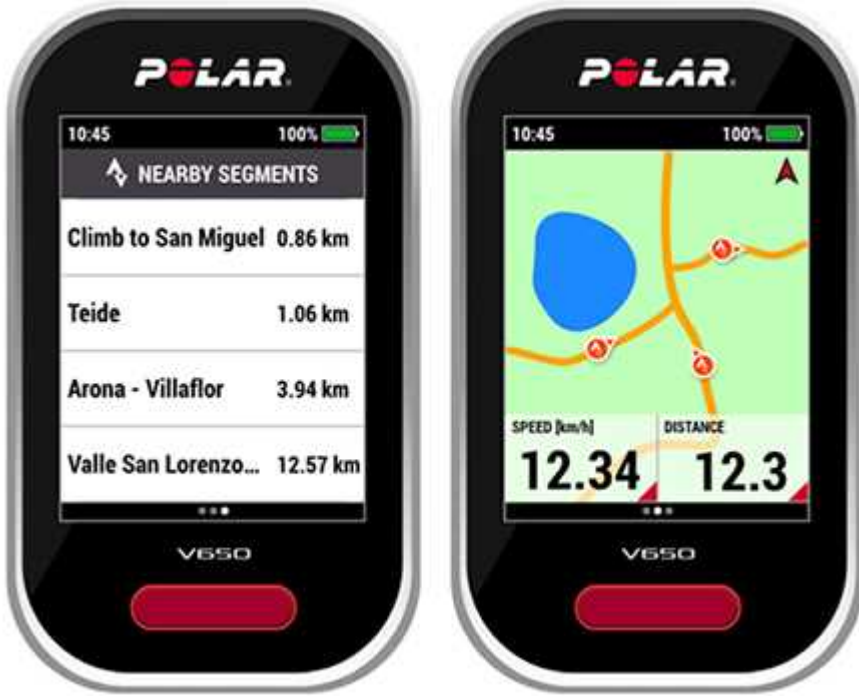 POLAR
10:45 100%
NEARBY SEGMENTS
Climb to San Miguel 0.86 km
Teide 1.06 km
Arona - Villaflor 3.94 km
Valle San Lorenzo... 12.57 km
V650
POLAR
10:45 100%
SPEED [km/h] DISTANCE
12.34 12.3
V650